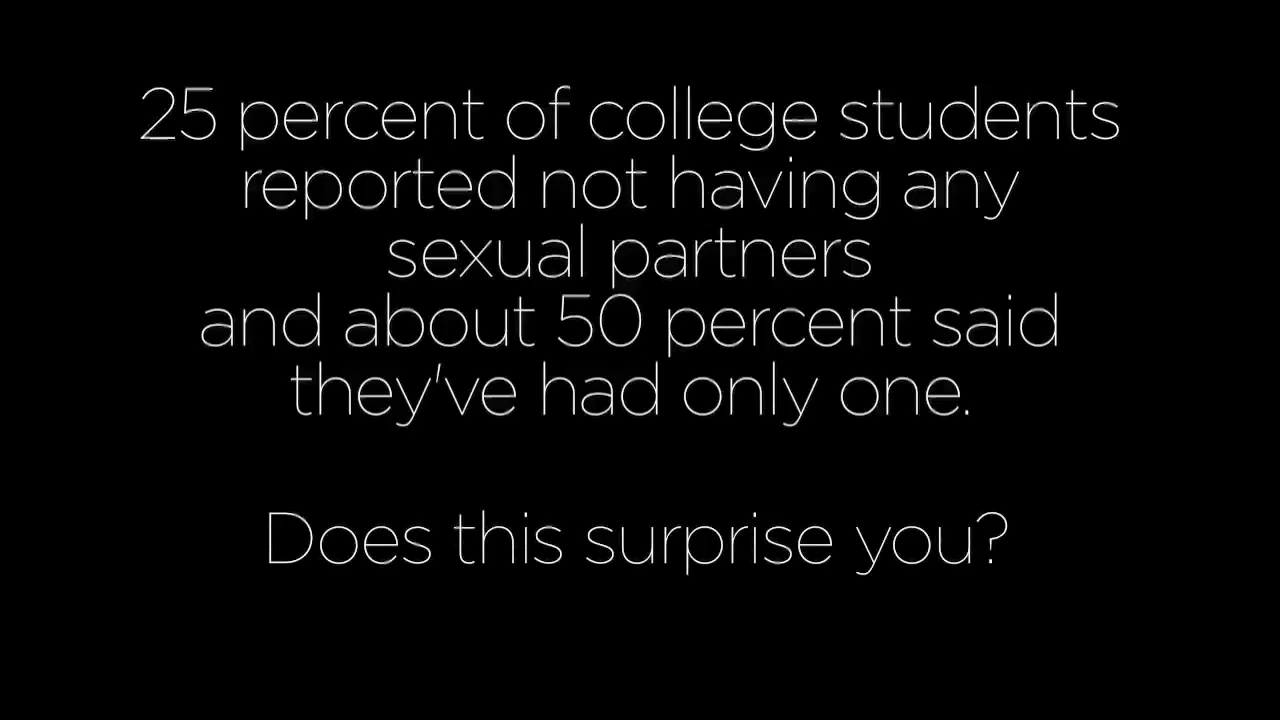 25 percent of college students
reported not having any
sexual partners
and about 50 percent said
they've had only one.
Does this surprise you?